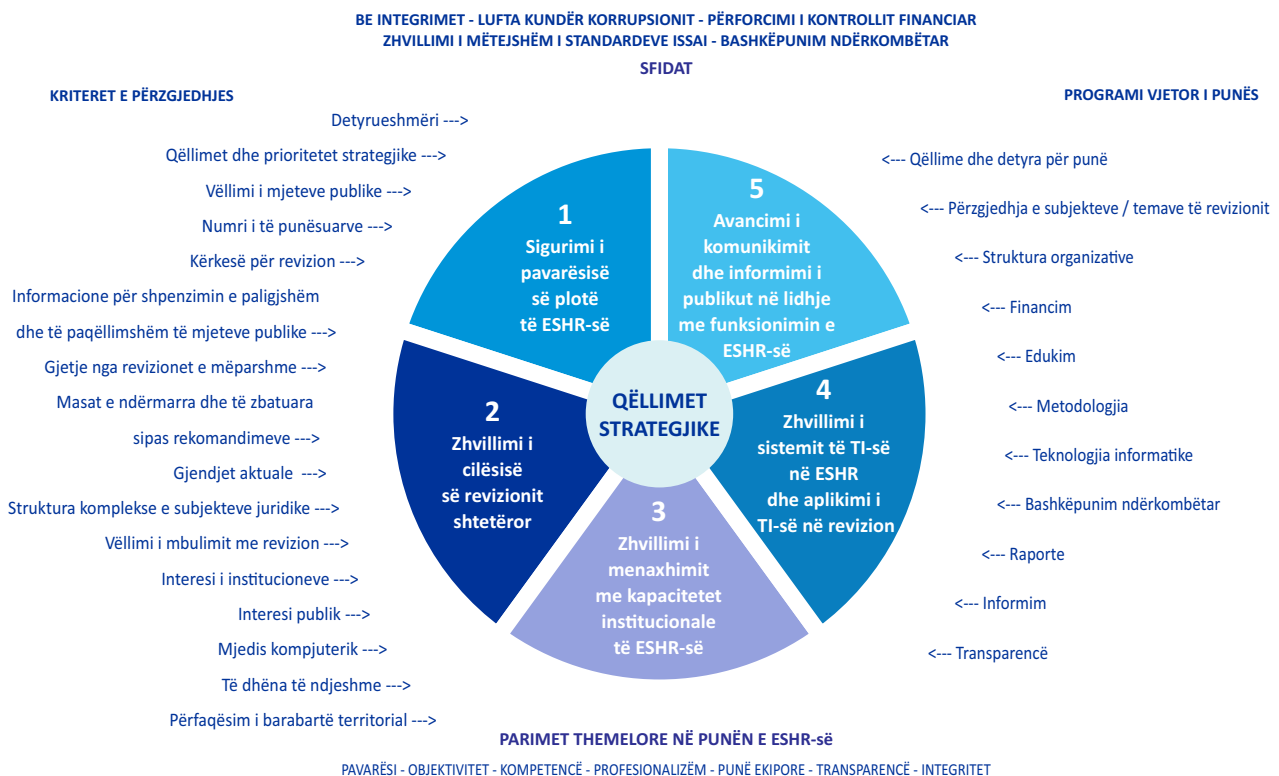 BE INTEGRIMET - LUFTA KUNDËR KORRUPSIONIT - PËRFORCIMI I KONTROLLIT FINANCIAR
ZHVILLIMI I MËTEJSHËM I STANDARDEVE ISSAI - BASHKËPUNIM NDËRKOMBËTAR
SFIDAT
KRITERET E PËRZGJEDHJES
Detyrueshmëri --->
Qëllimet dhe prioritetet strategjike --->
Vëllimi i mjeteve publike --->
Numri i të punësuarve --->
Kërkesë për revizion --->
Informacione për shpenzimin e paligjshëm
dhe të paqëllimshëm të mjeteve publike --->
Gjetje nga revizionet e mëparshme --->
Masat e ndërmarra dhe të zbatuara
sipas rekomandimeve --->
Gjendjet aktuale --->
Struktura komplekse e subjekteve juridike --->
Vëllimi i mbulimit me revizion --->
Interesi i institucioneve --->
Interesi publik --->
Mjedis kompjuterik --->
Të dhëna të ndjeshme --->
Përfaqësim i barabartë territorial --->
1
Sigurimi i
pavarësisë
së plotë
të ESHR-së
2
Zhvillimi i
cilësisë
së revizionit
shtetëror
3
Zhvillimi i
menaxhimit
me kapacitetet
institucionale
të ESHR-së
4
Zhvillimi i
sistemit të TI-së
në ESHR
dhe aplikimi i
TI-së në revizion
5
Avancimi i
komunikimit
dhe informimi i
publikut në lidhje
me funksionimin e
ESHR-së
QËLLIMET
STRATEGJIKE
PROGRAMI VJETOR I PUNËS
<--- Qëllime dhe detyra për punë
<--- Përzgjedhja e subjekteve / temave të revizionit
<--- Struktura organizative
<--- Financim
<--- Edukim
<--- Metodologjia
<--- Teknologjia informatike
<--- Bashkëpunim ndërkombëtar
<--- Raporte
<--- Informim
<--- Transparencë
PARIMET THEMELORE NË PUNËN E ESHR-së
PAVARËSI - OBJEKTIVITET - KOMPETENCË - PROFESIONALIZËM - PUNË EKIPORE - TRANSPARENCË - INTEGRITET